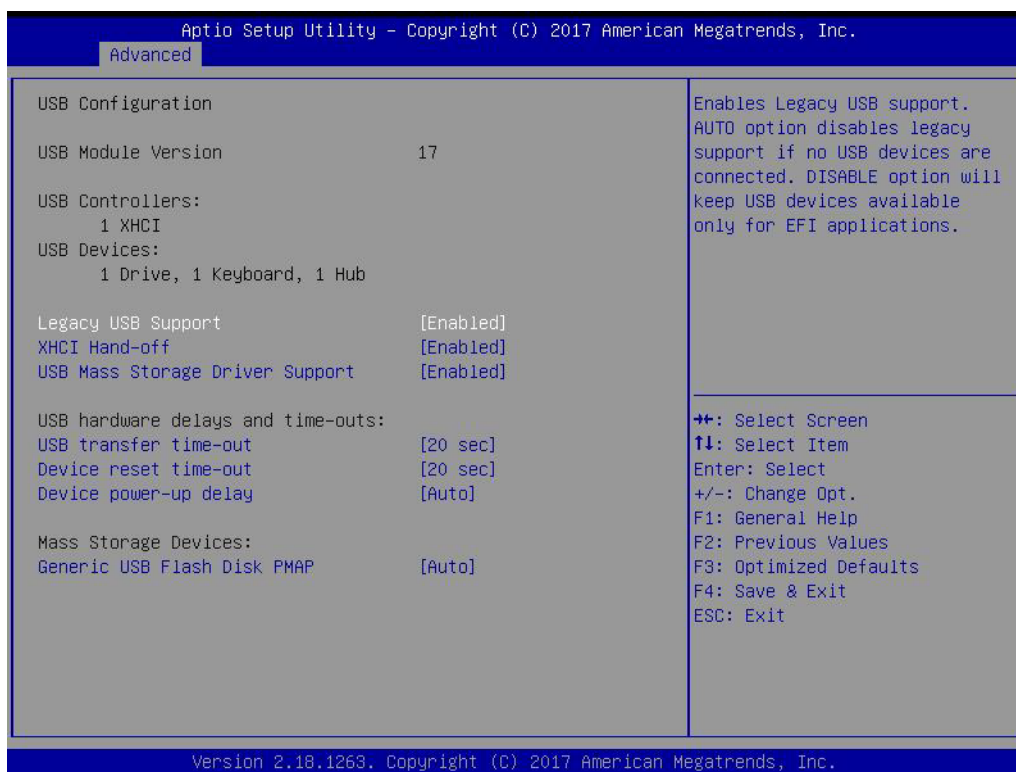 Aptio Setup Utility – Copyright (C) 2017 American Megatrends, Inc.
Advanced
USB Configuration
USB Module Version 17
USB Controllers:
1 XHCI
USB Devices:
1 Drive, 1 Keyboard, 1 Hub
Legacy USB Support [Enabled]
XHCI Hand-off [Enabled]
USB Mass Storage Driver Support [Enabled]
USB hardware delays and time-outs:
USB transfer time-out [20 sec]
Device reset time-out [20 sec]
Device power-up delay [Auto]
Mass Storage Devices:
Generic USB Flash Disk PMAP [Auto]
Enables Legacy USB support.
AUTO option disables legacy
support if no USB devices are
connected. DISABLE option will
keep USB devices available
only for EFI applications.
→←: Select Screen
↑↓: Select Item
Enter: Select
+/-: Change Opt.
F1: General Help
F2: Previous Values
F3: Optimized Defaults
F4: Save & Exit
ESC: Exit
Version 2.18.1263. Copyright (C) 2017 American Megatrends, Inc.